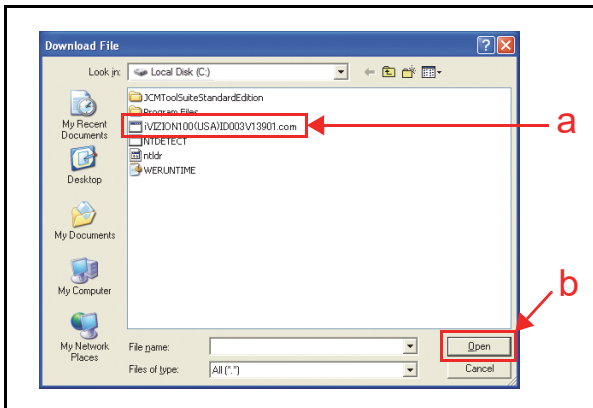 Download File
Look in: Local Disk (C:)
JCMToolSuiteStandardEdition
Program Files
iVIZION100(USA)ID003V13901.com
NTDETECT
ntldr
WERUNTIME
My Recent Documents
Desktop
My Documents
My Computer
My Network Places
File name:
Open
Files of type: All (*.*)
Cancel
a
b